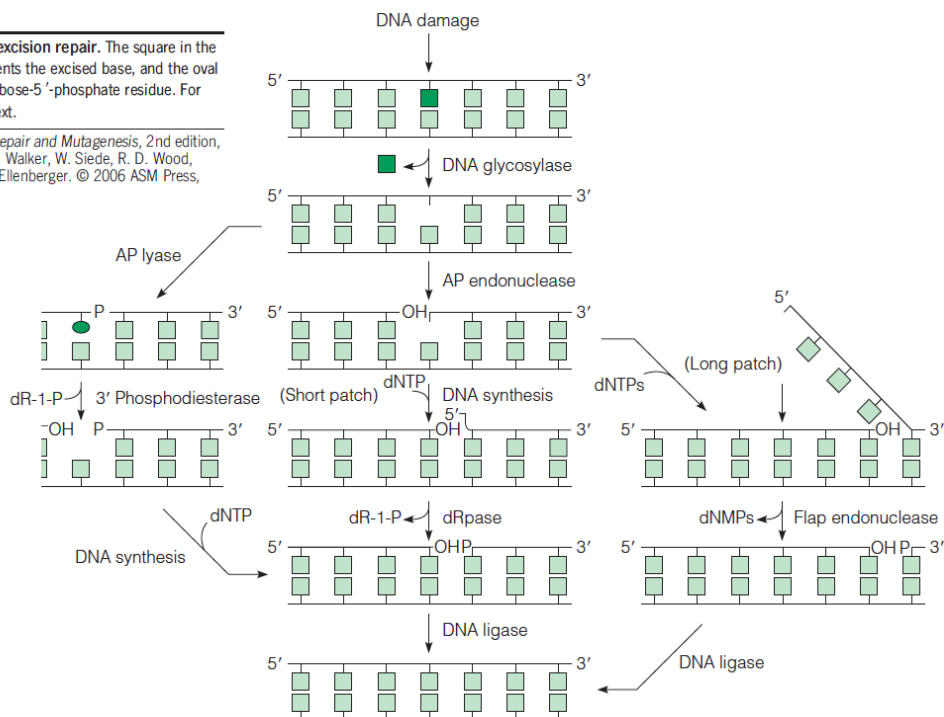 DNA damage
excision repair. The square in the
ents the excised base, and the oval
bose-5 ′-phosphate residue. For
ext.
epair and Mutagenesis, 2nd edition,
Walker, W. Siede, R. D. Wood,
Ellenberger. © 2006 ASM Press,
5′ 3′
DNA glycosylase
5′ 3′
AP lyase
AP endonuclease
P 3′
5′ OH 3′
5′
dR-1-P 3′ Phosphodiesterase
(Short patch) dNTP DNA synthesis
dNTPs (Long patch)
OH P 3′
5′ 5′ OH 3′
5′ OH 3′
dNTP
DNA synthesis
dR-1-P dRpase
dNMPs Flap endonuclease
5′ OHP 3′
5′ OH P 3′
DNA ligase
DNA ligase
5′ 3′